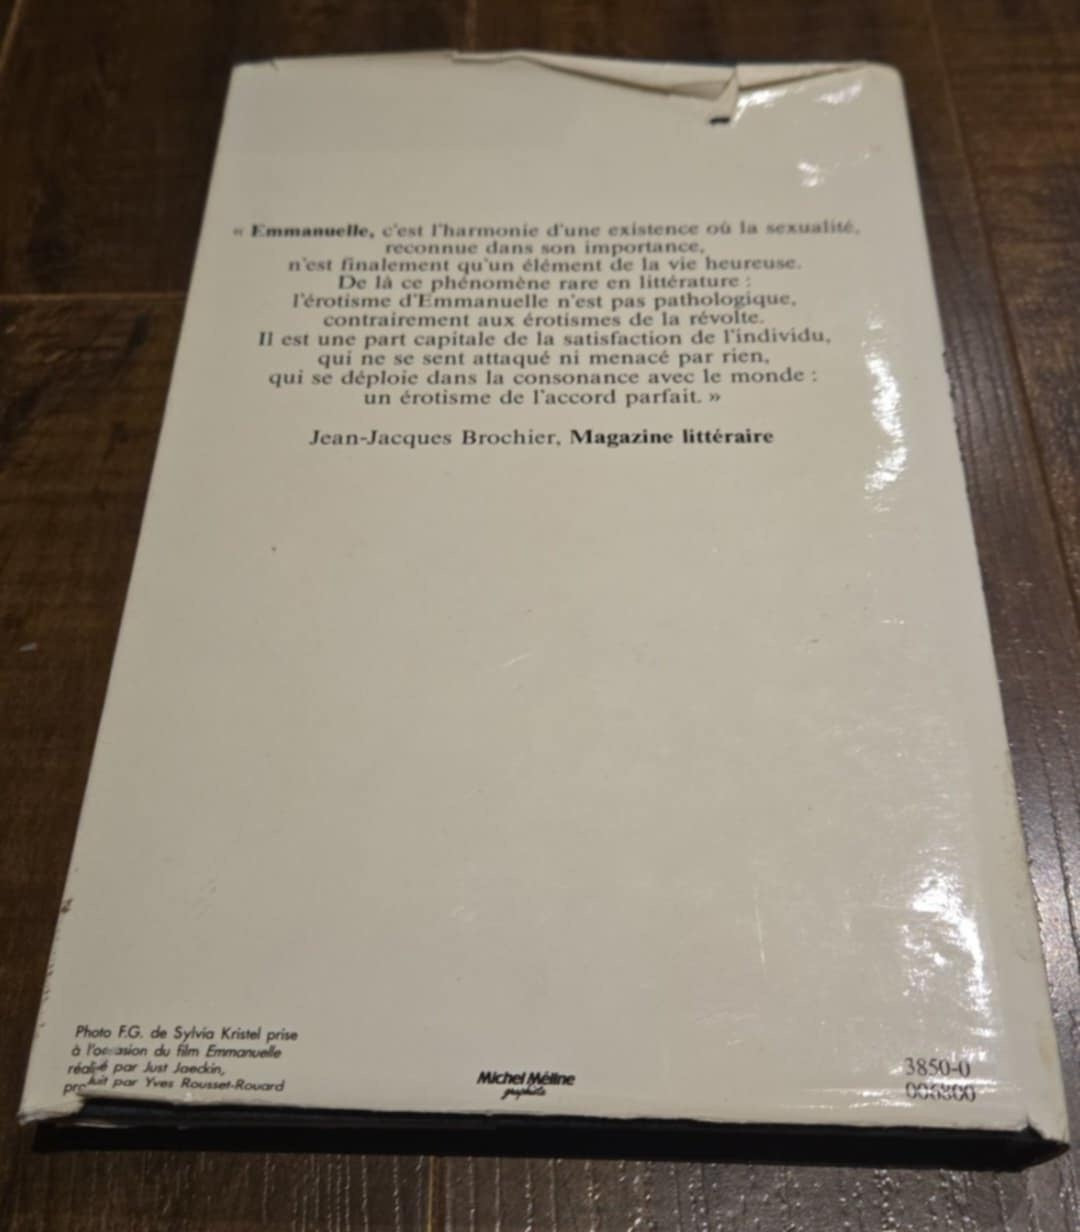 « Emmanuelle, c'est l'harmonie d'une existence où la sexualité,
reconnue dans son importance,
n'est finalement qu'un élément de la vie heureuse.
De là ce phénomène rare en littérature :
l'érotisme d'Emmanuelle n'est pas pathologique,
contrairement aux érotismes de la révolte.
Il est une part capitale de la satisfaction de l'individu,
qui ne se sent attaqué ni menacé par rien,
qui se déploie dans la consonance avec le monde :
un érotisme de l'accord parfait. »
Jean-Jacques Brochier, Magazine littéraire
Photo F.G. de Sylvia Kristel prise
à l'occasion du film Emmanuelle
réalisé par Just Jaeckin,
produit par Yves Rousset-Rouard
Michel Méline
graphiste
3850-0
006800